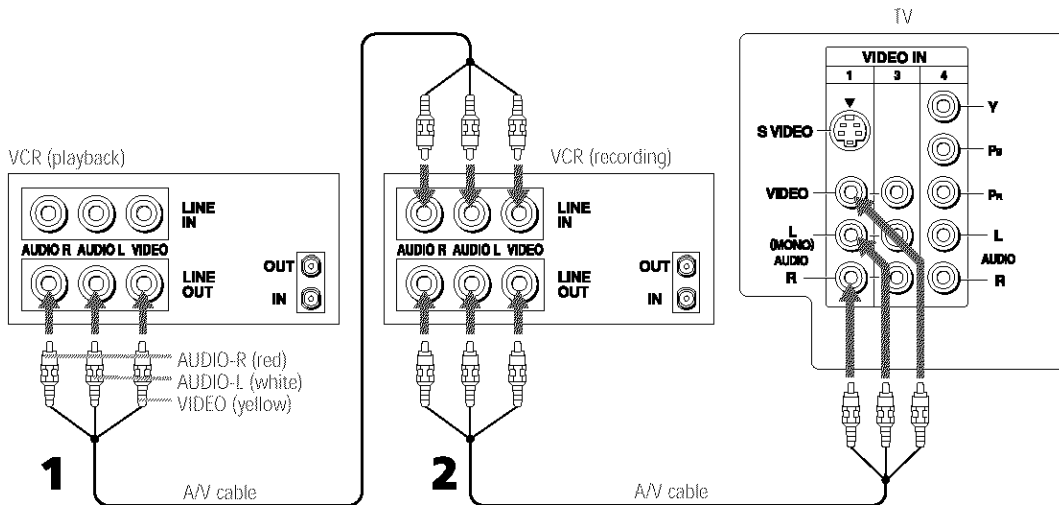 TV
VIDEO IN
1 3 4
S VIDEO
Y
PB
VIDEO
PR
L
(MONO)
AUDIO
R
L
AUDIO
R
VCR (playback)
LINE
IN
AUDIO R AUDIO L VIDEO
LINE
OUT
OUT
IN
AUDIO-R (red)
AUDIO-L (white)
VIDEO (yellow)
1
A/V cable
VCR (recording)
LINE
IN
AUDIO R AUDIO L VIDEO
LINE
OUT
OUT
IN
2
A/V cable